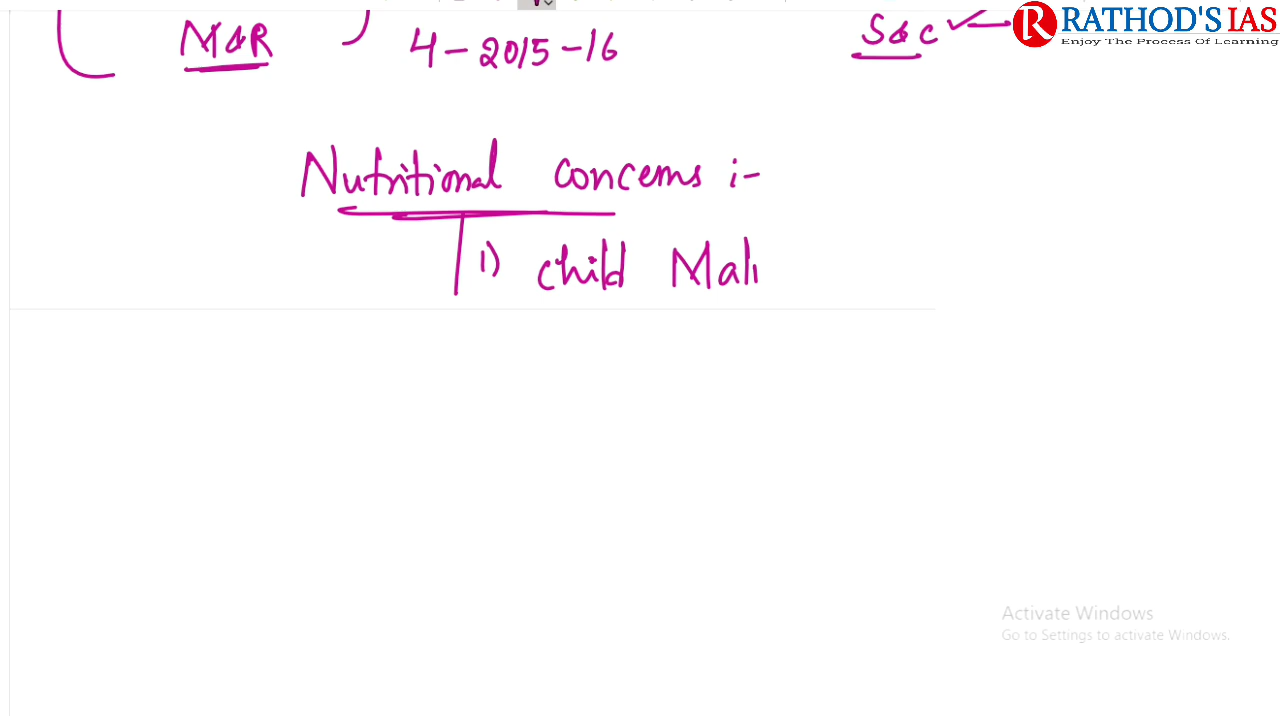 RATHOD'S IAS
Enjoy The Process Of Learning
M&R 4-2015-16 S&C
Nutritional concerns :-
1) child Mal
Activate Windows
Go to Settings to activate Windows.